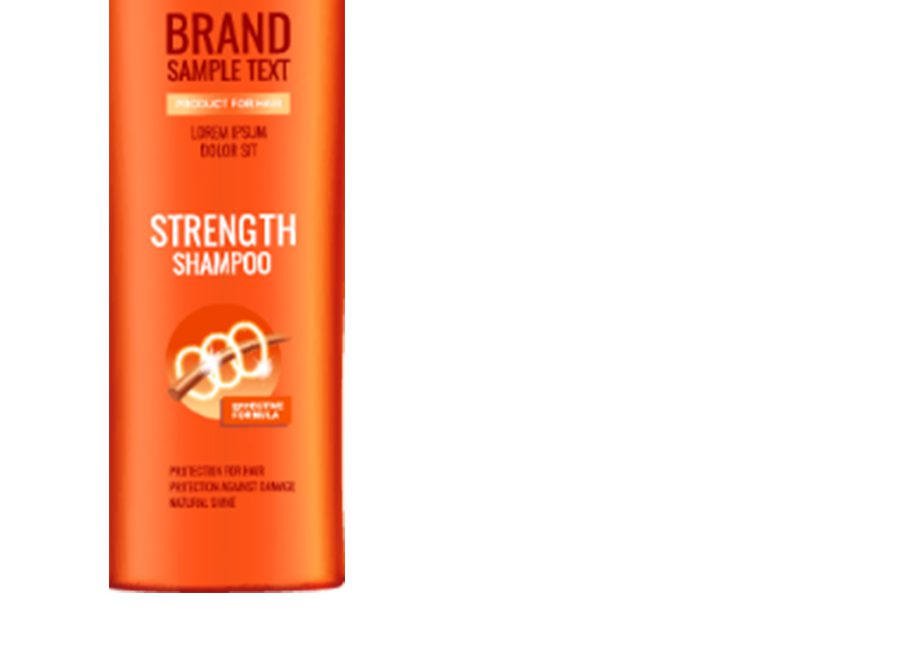 BRAND
SAMPLE TEXT
PRODUCT FOR HAIR
LOREM IPSUM
DOLOR SIT
STRENGTH
SHAMPOO
EFFECTIVE
FORMULA
PROTECTION FOR HAIR
PROTECTION AGAINST DAMAGE
NATURAL SHINE